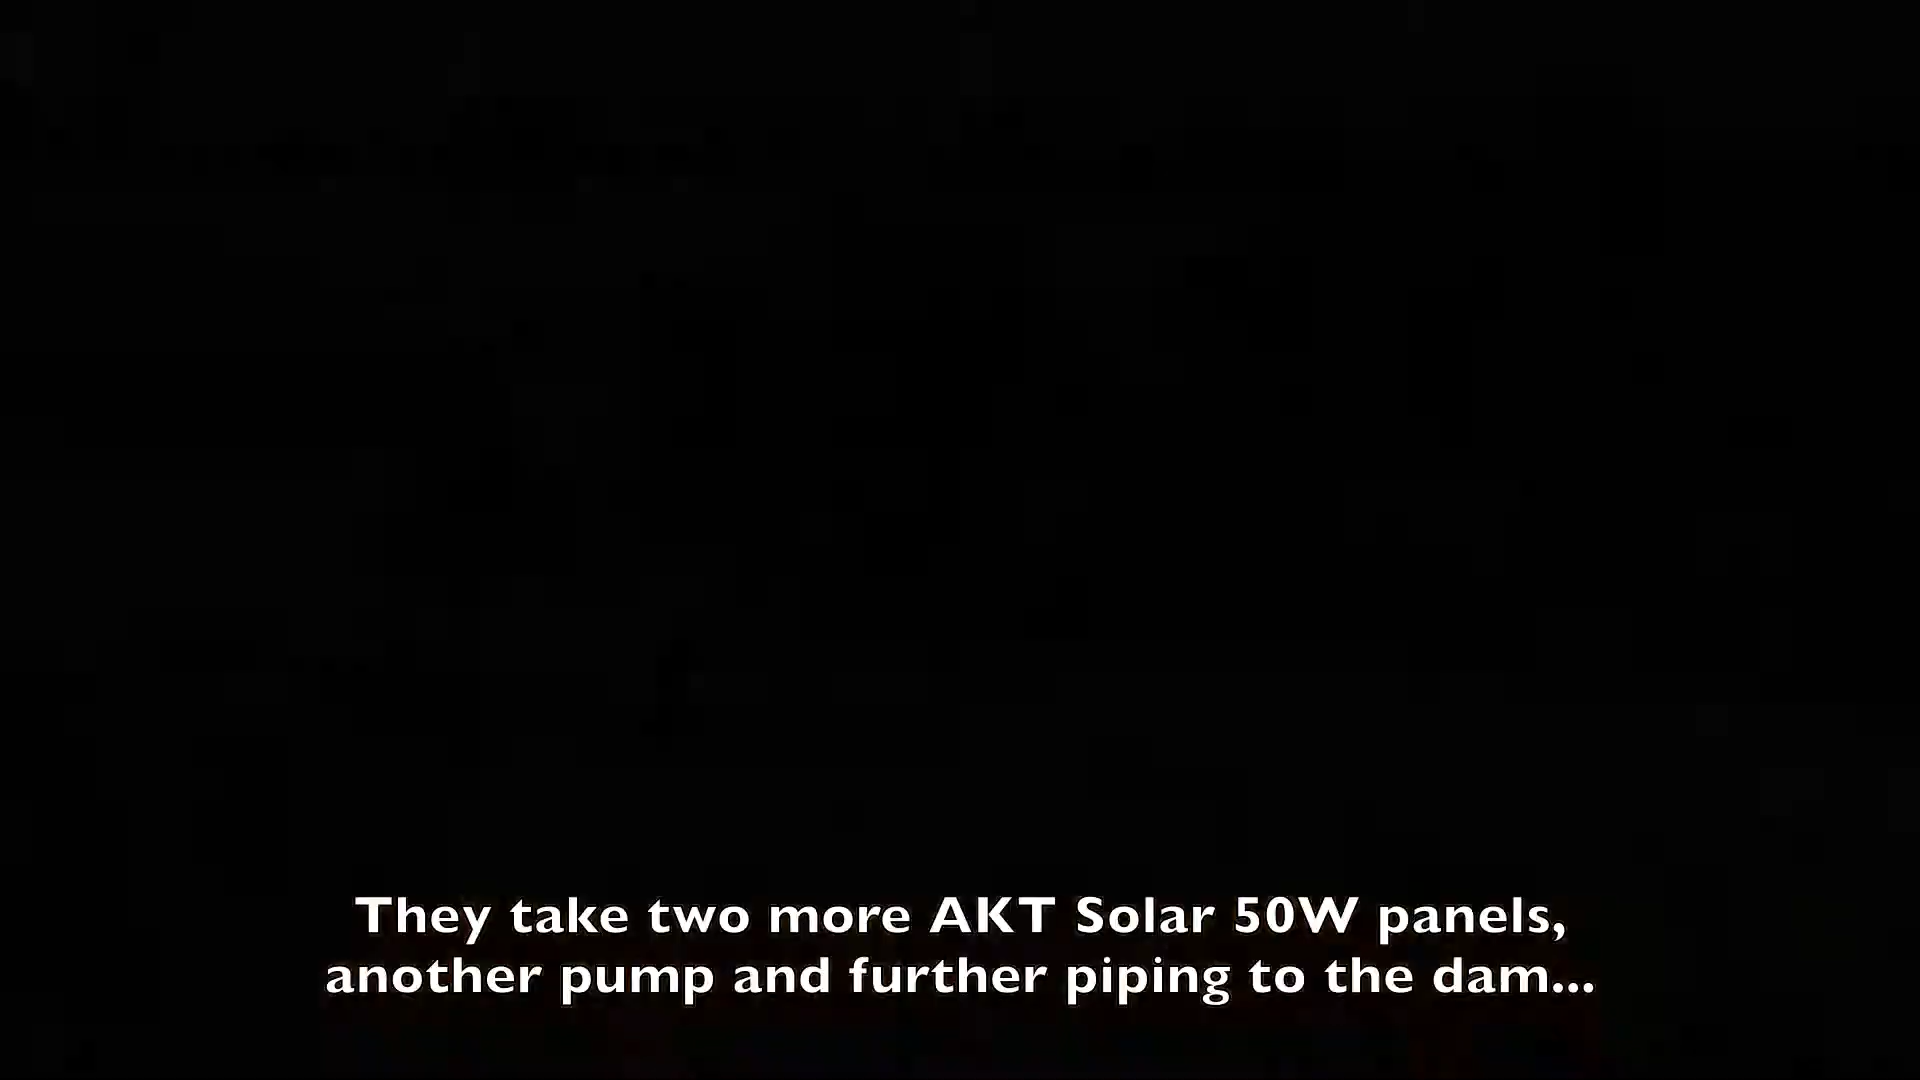 They take two more AKT Solar 50W panels,
another pump and further piping to the dam...